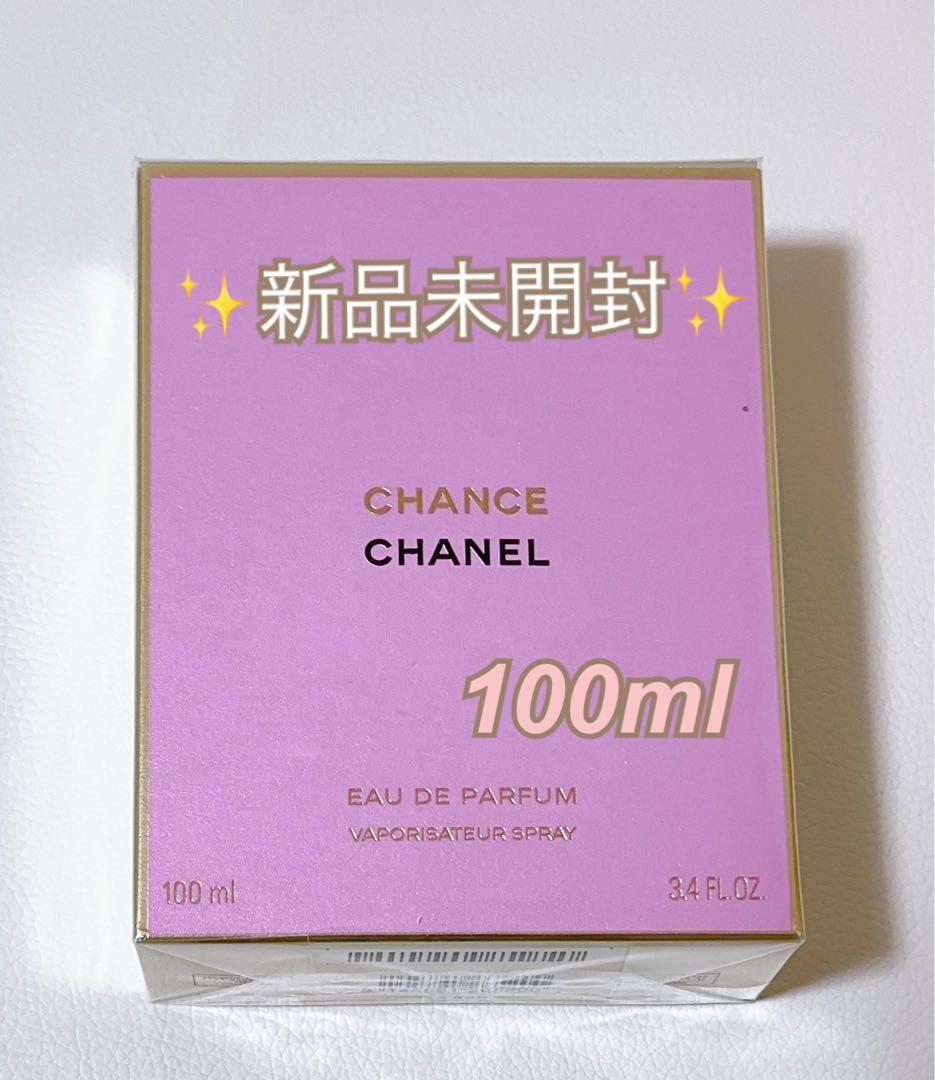 ✨新品未開封✨
CHANCE
CHANEL
100ml
EAU DE PARFUM
VAPORISATEUR SPRAY
100 ml
3.4 FL.OZ.